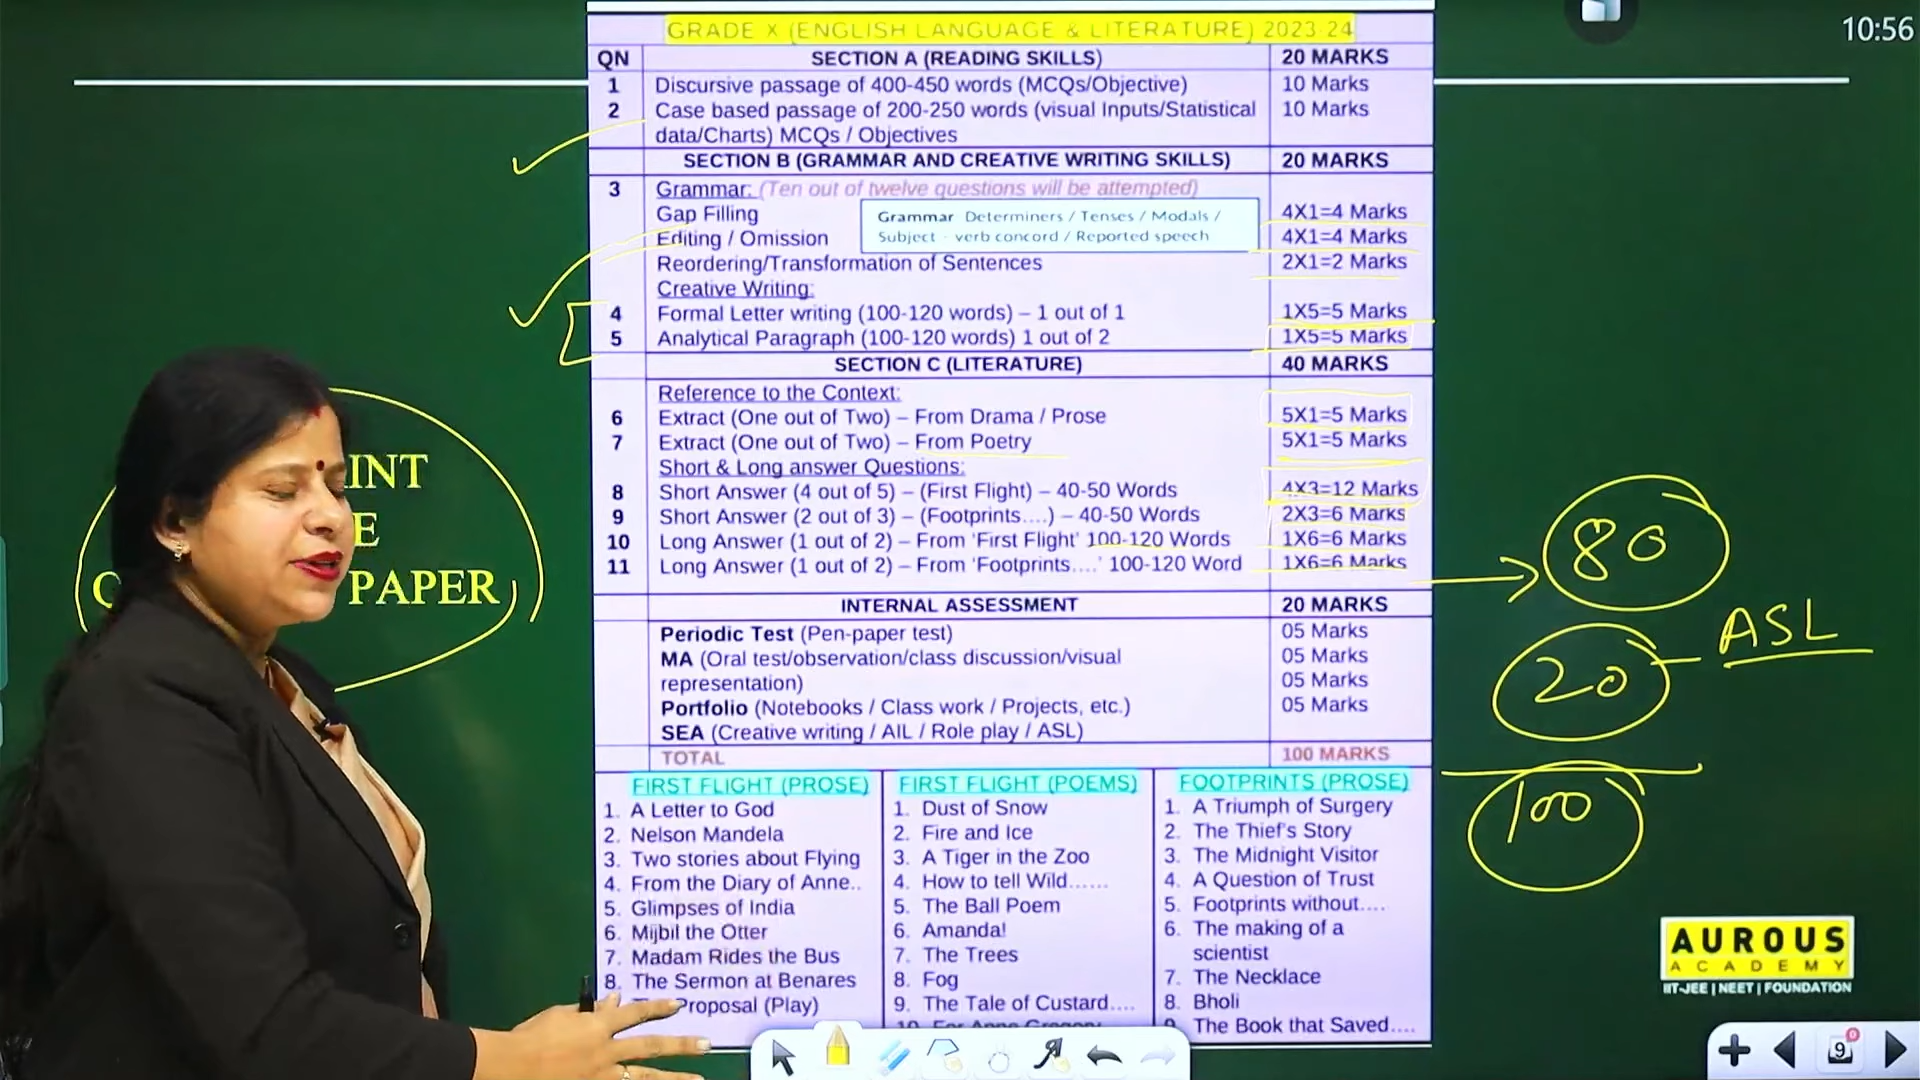 10:56
GRADE X (ENGLISH LANGUAGE & LITERATURE) 2023-24
QN SECTION A (READING SKILLS) 20 MARKS
1 Discursive passage of 400-450 words (MCQs/Objective) 10 Marks
2 Case based passage of 200-250 words (visual Inputs/Statistical 10 Marks
data/Charts) MCQs / Objectives
SECTION B (GRAMMAR AND CREATIVE WRITING SKILLS) 20 MARKS
3 Grammar: (Ten out of twelve questions will be attempted)
Gap Filling 4X1=4 Marks
Editing / Omission 4X1=4 Marks
Grammar Determiners / Tenses / Modals /
Subject - verb concord / Reported speech
Reordering/Transformation of Sentences 2X1=2 Marks
Creative Writing:
4 Formal Letter writing (100-120 words) – 1 out of 1 1X5=5 Marks
5 Analytical Paragraph (100-120 words) 1 out of 2 1X5=5 Marks
SECTION C (LITERATURE) 40 MARKS
Reference to the Context:
6 Extract (One out of Two) – From Drama / Prose 5X1=5 Marks
7 Extract (One out of Two) – From Poetry 5X1=5 Marks
Short & Long answer Questions:
8 Short Answer (4 out of 5) – (First Flight) – 40-50 Words 4X3=12 Marks
9 Short Answer (2 out of 3) – (Footprints....) – 40-50 Words 2X3=6 Marks
10 Long Answer (1 out of 2) – From 'First Flight' 100-120 Words 1X6=6 Marks
11 Long Answer (1 out of 2) – From 'Footprints....' 100-120 Word 1X6=6 Marks
INTERNAL ASSESSMENT 20 MARKS
Periodic Test (Pen-paper test) 05 Marks
MA (Oral test/observation/class discussion/visual 05 Marks
representation) 05 Marks
Portfolio (Notebooks / Class work / Projects, etc.) 05 Marks
SEA (Creative writing / AIL / Role play / ASL)
TOTAL 100 MARKS
FIRST FLIGHT (PROSE)
1. A Letter to God
2. Nelson Mandela
3. Two stories about Flying
4. From the Diary of Anne..
5. Glimpses of India
6. Mijbil the Otter
7. Madam Rides the Bus
8. The Sermon at Benares
Proposal (Play)
FIRST FLIGHT (POEMS)
1. Dust of Snow
2. Fire and Ice
3. A Tiger in the Zoo
4. How to tell Wild......
5. The Ball Poem
6. Amanda!
7. The Trees
8. Fog
9. The Tale of Custard....
10. For Anne Gregory
FOOTPRINTS (PROSE)
1. A Triumph of Surgery
2. The Thief's Story
3. The Midnight Visitor
4. A Question of Trust
5. Footprints without....
6. The making of a
scientist
7. The Necklace
8. Bholi
9. The Book that Saved....
PAPER
80
20 ASL
100
AUROUS
ACADEMY
IIT-JEE | NEET | FOUNDATION
9
0